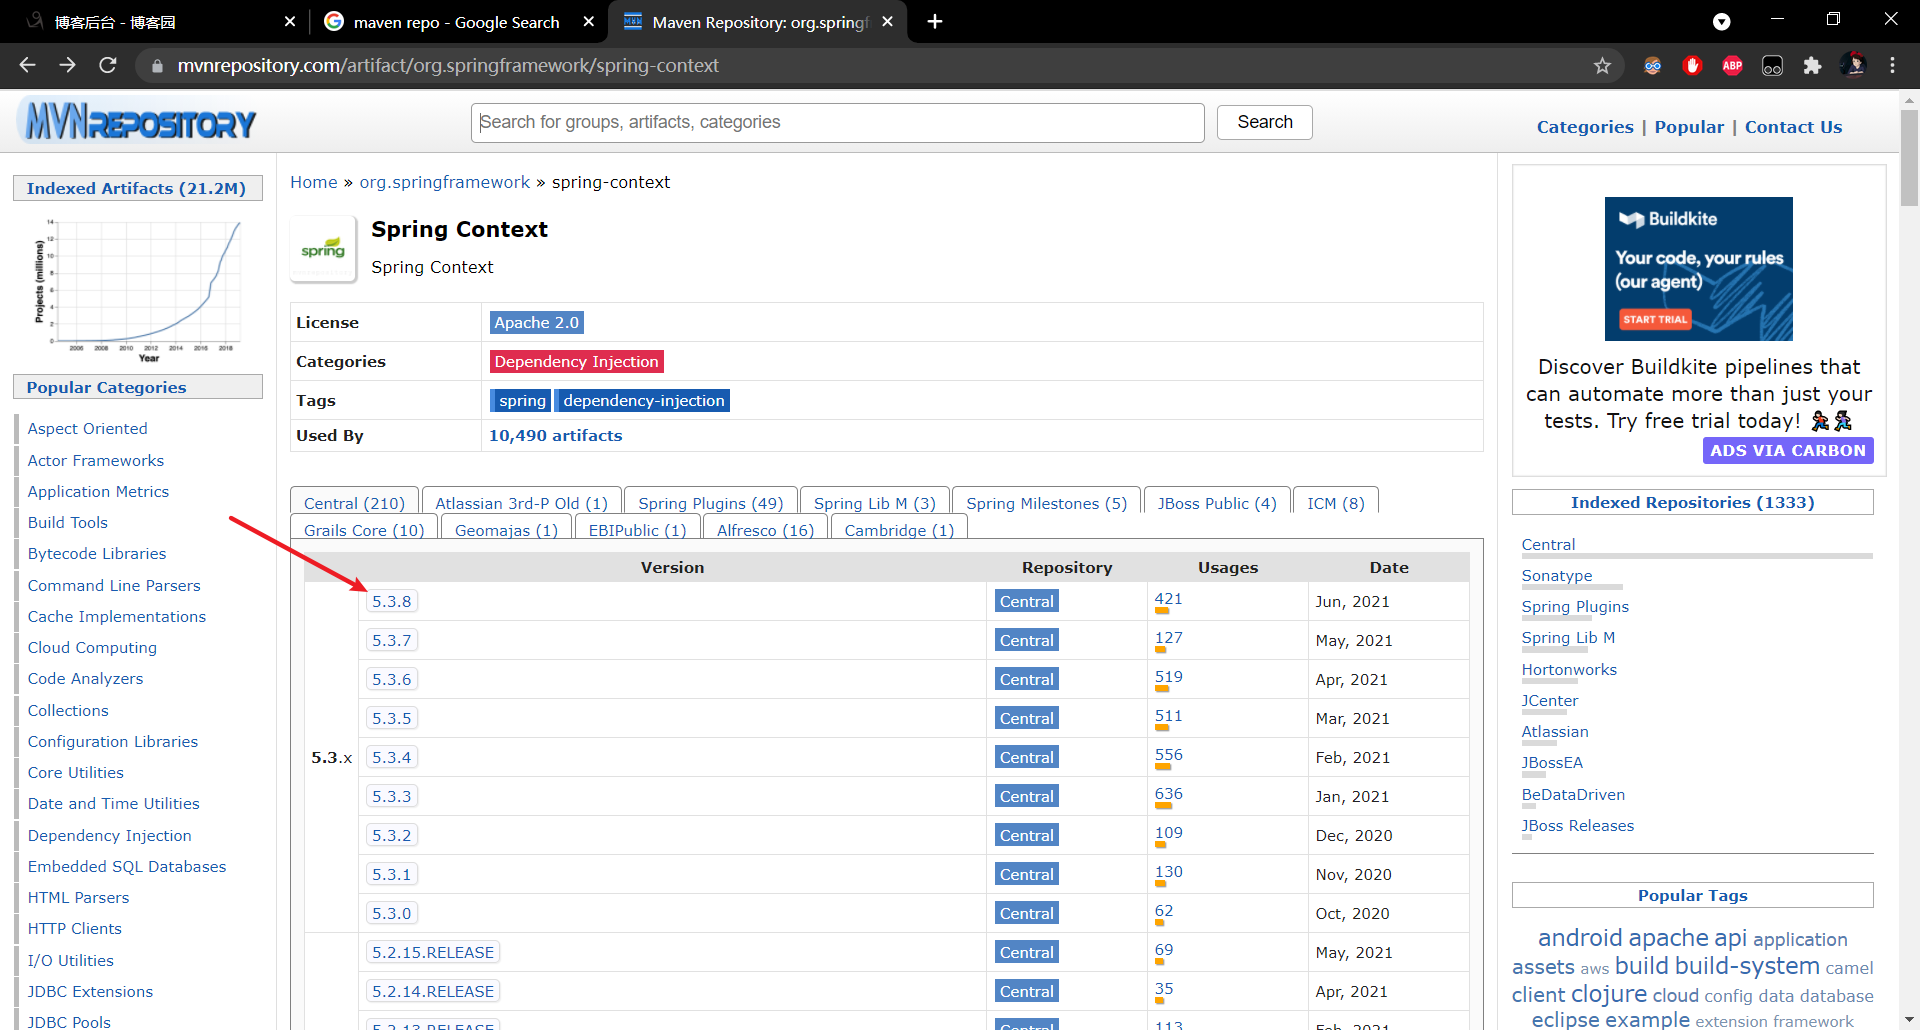 博客后台 - 博客园
maven repo - Google Search
Maven Repository: org.springf
mvnrepository.com/artifact/org.springframework/spring-context
ABP
MVNREPOSITORY
Search for groups, artifacts, categories
Search
Categories | Popular | Contact Us
Indexed Artifacts (21.2M)
Projects (millions)
14
12
10
8
6
4
2
0
2006 2008 2010 2012 2014 2016 2018
Year
Popular Categories
Aspect Oriented
Actor Frameworks
Application Metrics
Build Tools
Bytecode Libraries
Command Line Parsers
Cache Implementations
Cloud Computing
Code Analyzers
Collections
Configuration Libraries
Core Utilities
Date and Time Utilities
Dependency Injection
Embedded SQL Databases
HTML Parsers
HTTP Clients
I/O Utilities
JDBC Extensions
JDBC Pools
Home » org.springframework » spring-context
spring
Spring Context
Spring Context
License Apache 2.0
Categories Dependency Injection
Tags spring dependency-injection
Used By 10,490 artifacts
Central (210) Atlassian 3rd-P Old (1) Spring Plugins (49) Spring Lib M (3) Spring Milestones (5) JBoss Public (4) ICM (8)
Grails Core (10) Geomajas (1) EBIPublic (1) Alfresco (16) Cambridge (1)
Version Repository Usages Date
5.3.x
5.3.8 Central 421 Jun, 2021
5.3.7 Central 127 May, 2021
5.3.6 Central 519 Apr, 2021
5.3.5 Central 511 Mar, 2021
5.3.4 Central 556 Feb, 2021
5.3.3 Central 636 Jan, 2021
5.3.2 Central 109 Dec, 2020
5.3.1 Central 130 Nov, 2020
5.3.0 Central 62 Oct, 2020
5.2.15.RELEASE Central 69 May, 2021
5.2.14.RELEASE Central 35 Apr, 2021
5.2.13.RELEASE Central 113 Feb, 2021
Buildkite
Your code, your rules
(our agent)
START TRIAL
Discover Buildkite pipelines that
can automate more than just your
tests. Try free trial today!
ADS VIA CARBON
Indexed Repositories (1333)
Central
Sonatype
Spring Plugins
Spring Lib M
Hortonworks
JCenter
Atlassian
JBossEA
BeDataDriven
JBoss Releases
Popular Tags
android apache api application
assets aws build build-system camel
client clojure cloud config data database
eclipse example extension framework